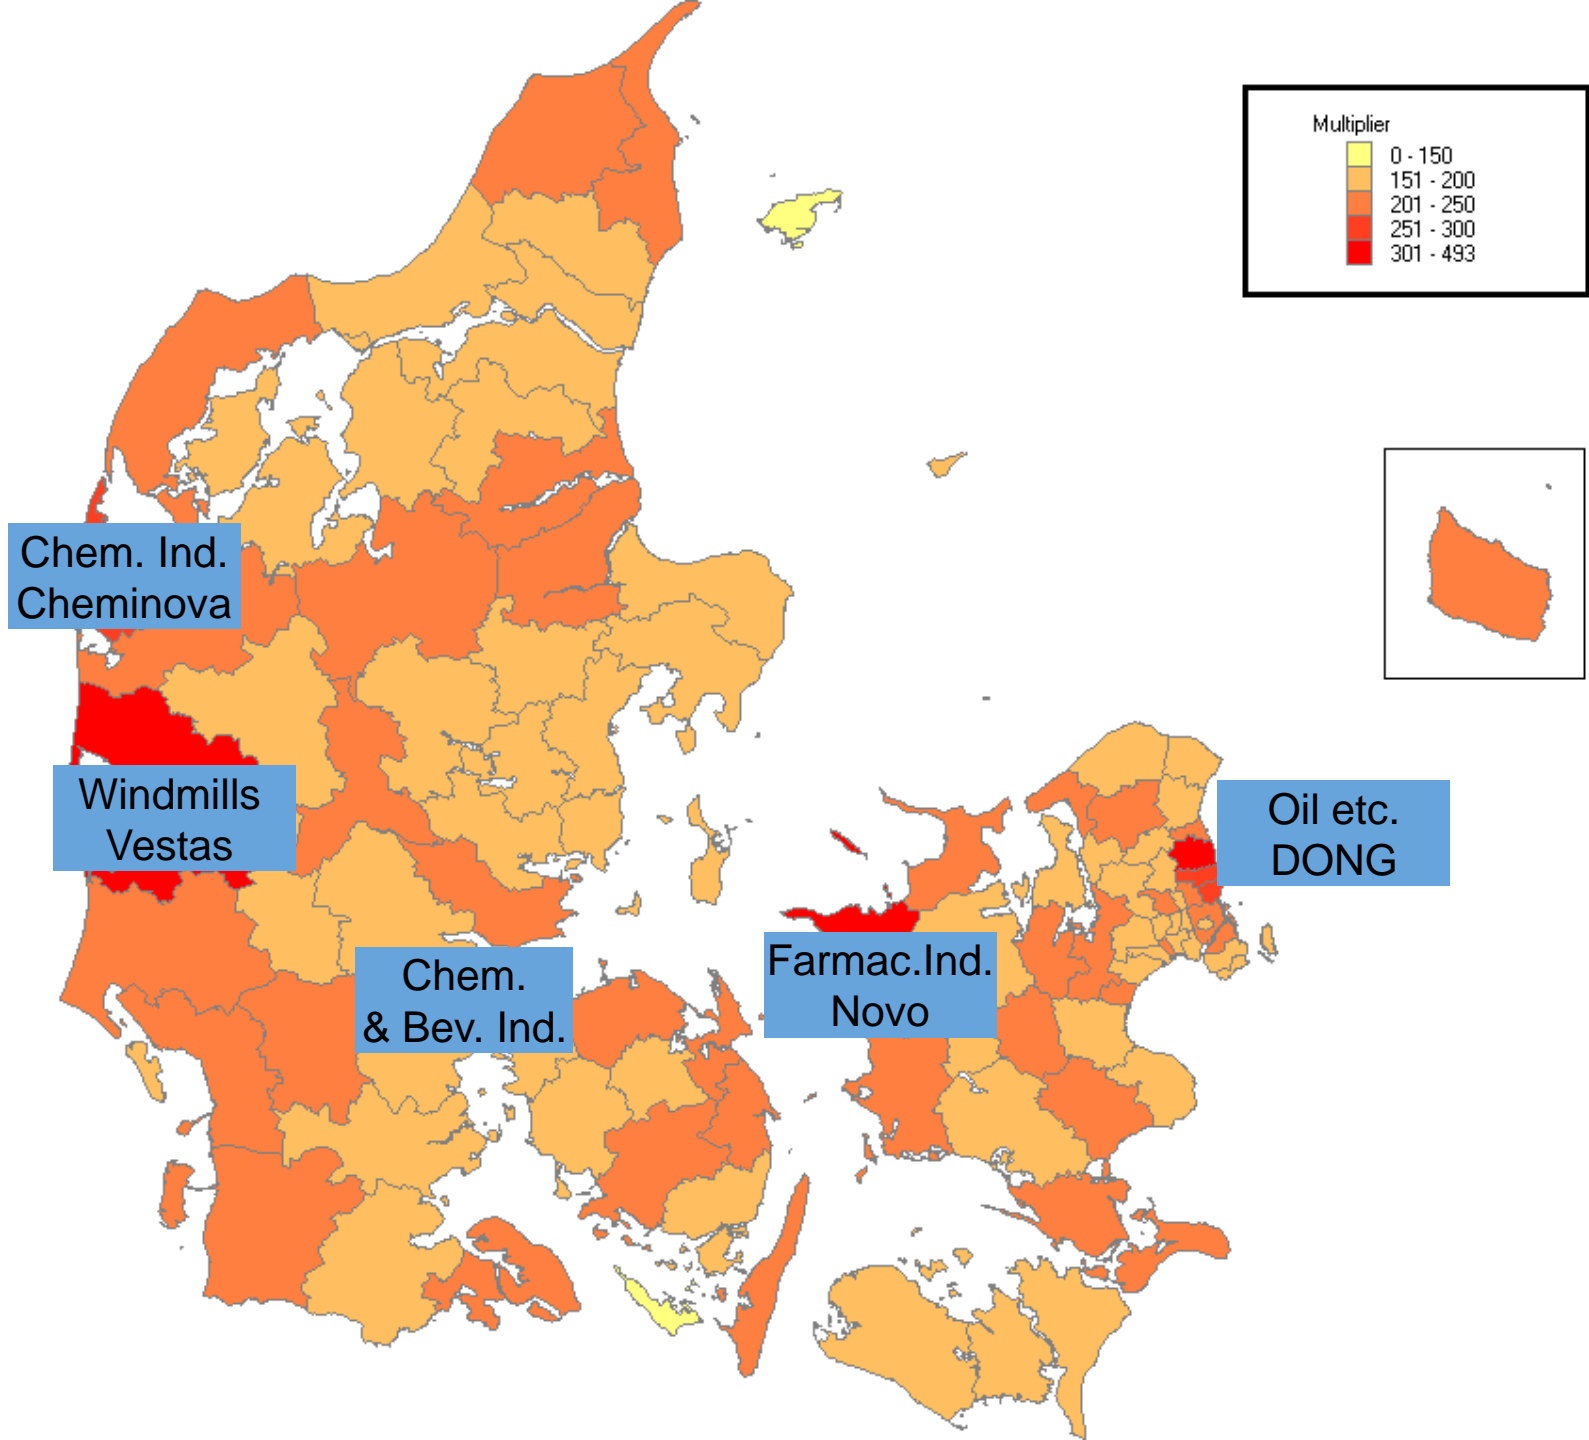 Multiplier
0 - 150
151 - 200
201 - 250
251 - 300
301 - 493
Chem. Ind.
Cheminova
Windmills
Vestas
Oil etc.
DONG
Chem.
& Bev. Ind.
Farmac.Ind.
Novo